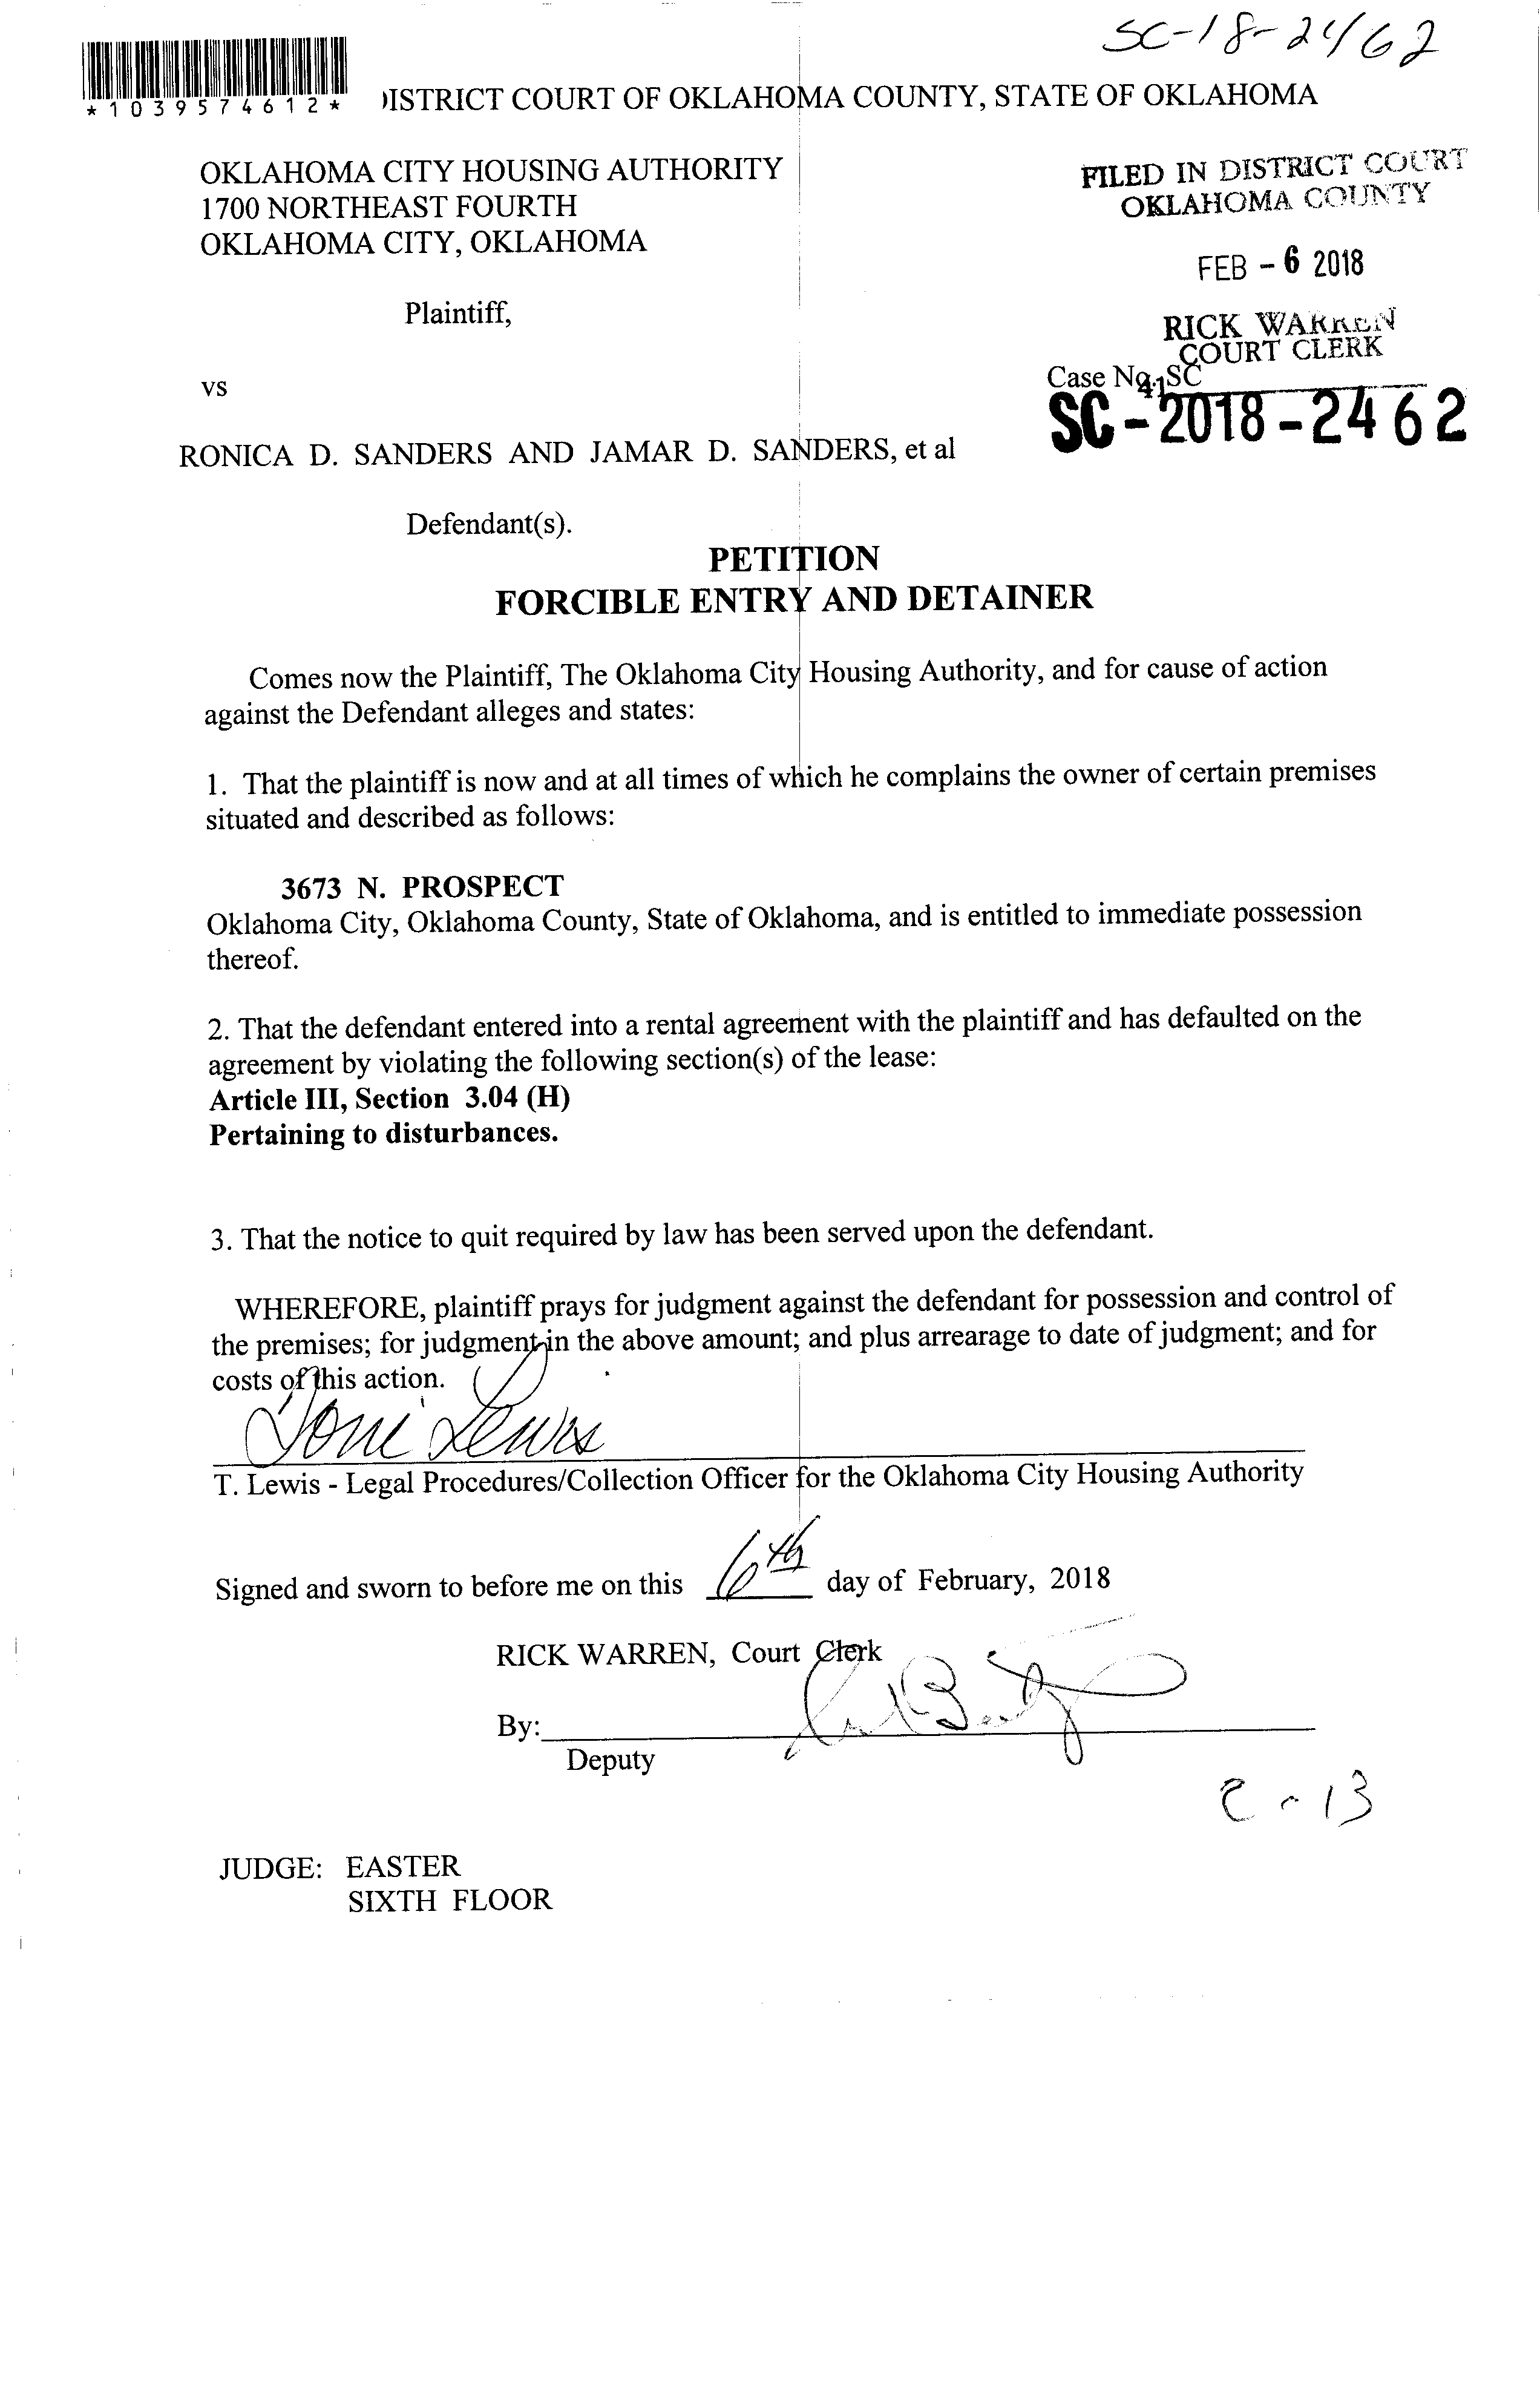 SC-18-2462
*1039574612*
DISTRICT COURT OF OKLAHOMA COUNTY, STATE OF OKLAHOMA
OKLAHOMA CITY HOUSING AUTHORITY
1700 NORTHEAST FOURTH
OKLAHOMA CITY, OKLAHOMA
Plaintiff,
FILED IN DISTRICT COURT
OKLAHOMA COUNTY
FEB - 6 2018
RICK WARREN
COURT CLERK
41
Case No. SC
SC-2018-2462
vs
RONICA D. SANDERS AND JAMAR D. SANDERS, et al
Defendant(s).
PETITION
FORCIBLE ENTRY AND DETAINER
Comes now the Plaintiff, The Oklahoma City Housing Authority, and for cause of action
against the Defendant alleges and states:
1. That the plaintiff is now and at all times of which he complains the owner of certain premises
situated and described as follows:
3673 N. PROSPECT
Oklahoma City, Oklahoma County, State of Oklahoma, and is entitled to immediate possession
thereof.
2. That the defendant entered into a rental agreement with the plaintiff and has defaulted on the
agreement by violating the following section(s) of the lease:
Article III, Section 3.04 (H)
Pertaining to disturbances.
3. That the notice to quit required by law has been served upon the defendant.
WHEREFORE, plaintiff prays for judgment against the defendant for possession and control of
the premises; for judgment in the above amount; and plus arrearage to date of judgment; and for
costs of this action.
Toni Lewis
T. Lewis - Legal Procedures/Collection Officer for the Oklahoma City Housing Authority
Signed and sworn to before me on this 6th day of February, 2018
RICK WARREN, Court Clerk
By:
Deputy
2-13
JUDGE: EASTER
SIXTH FLOOR